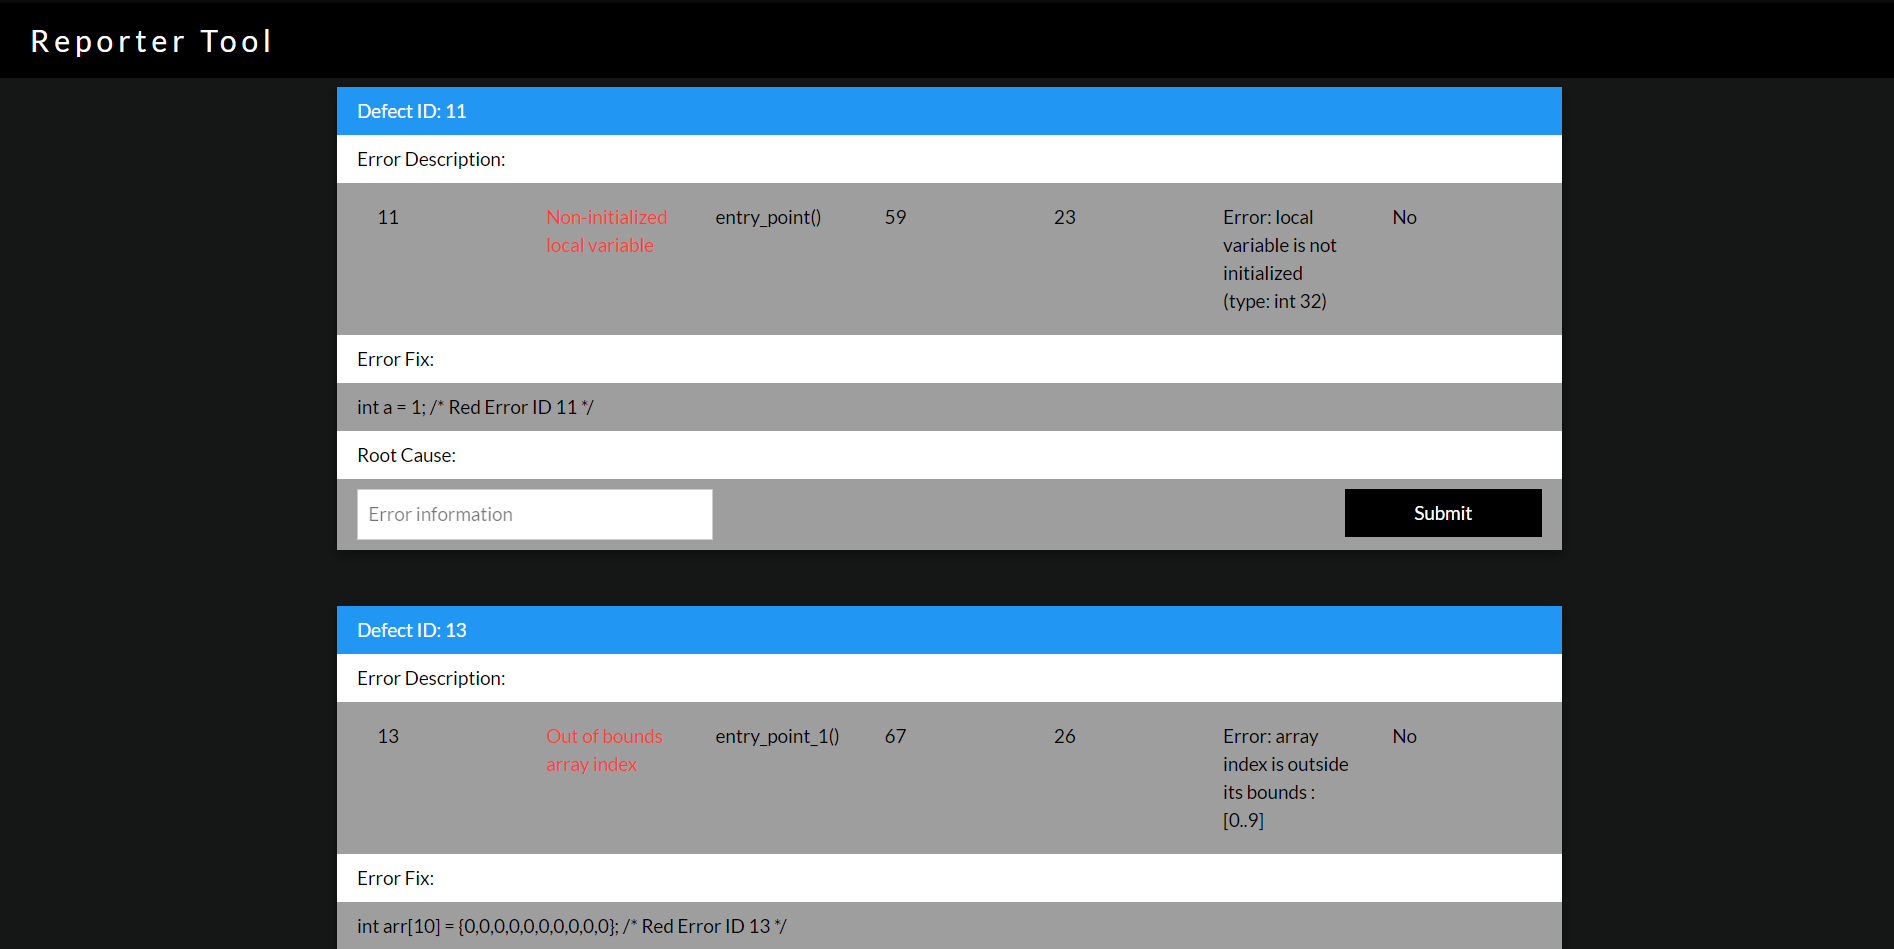 Reporter Tool
Defect ID: 11
Error Description:
11 Non-initialized entry_point() 59 23 Error: local No
local variable variable is not
initialized
(type: int 32)
Error Fix:
int a = 1; /* Red Error ID 11 */
Root Cause:
Error information Submit
Defect ID: 13
Error Description:
13 Out of bounds entry_point_1() 67 26 Error: array No
array index index is outside
its bounds :
[0..9]
Error Fix:
int arr[10] = {0,0,0,0,0,0,0,0,0,0}; /* Red Error ID 13 */